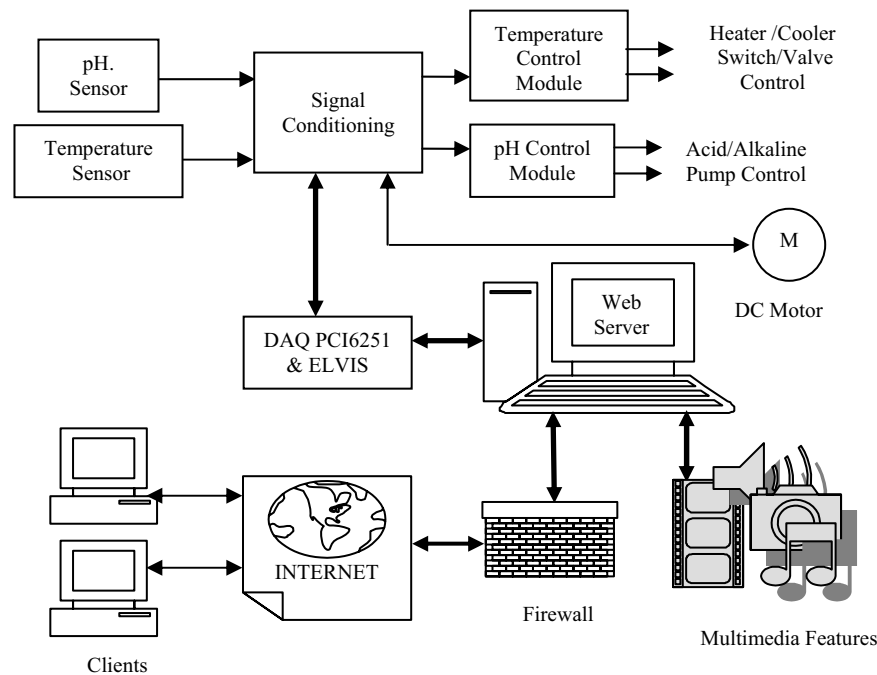 pH.
Sensor
Temperature
Sensor
Signal
Conditioning
Temperature
Control
Module
Heater /Cooler
Switch/Valve
Control
pH Control
Module
Acid/Alkaline
Pump Control
M
DC Motor
Web
Server
DAQ PCI6251
& ELVIS
INTERNET
Clients
Firewall
Multimedia Features